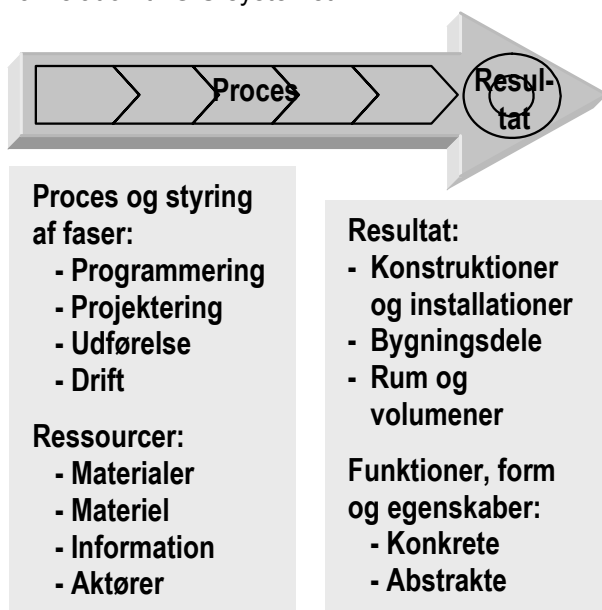 Proces
Resul-
tat
Proces og styring
af faser:
- Programmering
- Projektering
- Udførelse
- Drift
Ressourcer:
- Materialer
- Materiel
- Information
- Aktører
Resultat:
- Konstruktioner
og installationer
- Bygningsdele
- Rum og
volumener
Funktioner, form
og egenskaber:
- Konkrete
- Abstrakte